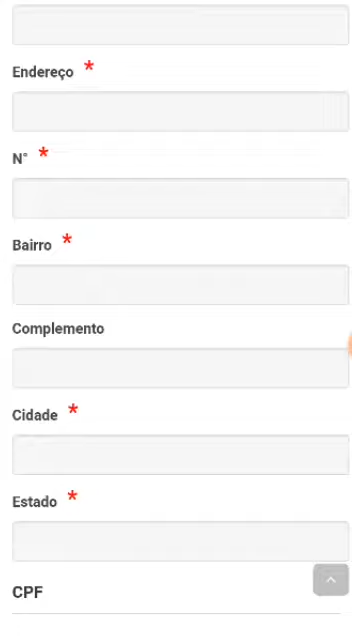 Endereço *
N° *
Bairro *
Complemento
Cidade *
Estado *
CPF